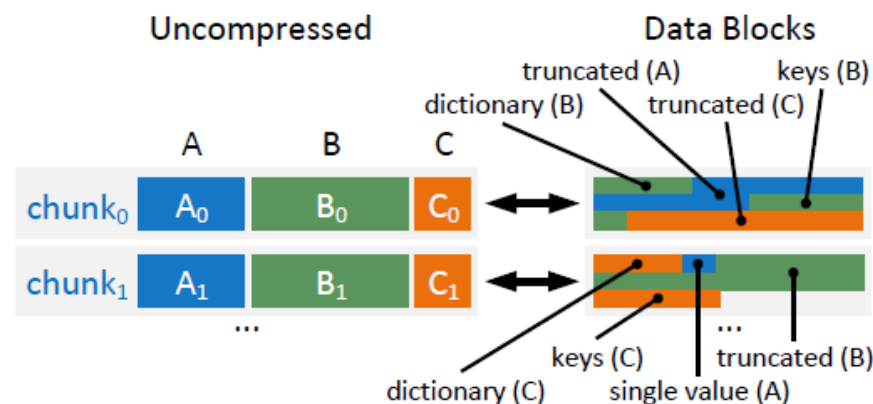 Uncompressed Data Blocks
truncated (A) keys (B)
dictionary (B) truncated (C)
A B C
chunk₀ A₀ B₀ C₀
chunk₁ A₁ B₁ C₁
... ...
keys (C) truncated (B)
dictionary (C) single value (A)